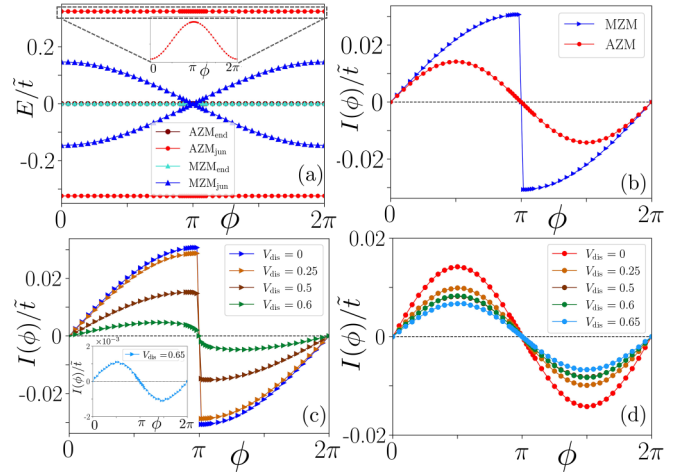 0.2
0
-0.2
E/t̃
0
π
ϕ
2π
0
π
ϕ
2π
AZM_end
AZM_jun
MZM_end
MZM_jun
(a)
0.02
0
-0.02
I(ϕ)/t̃
0
π
ϕ
2π
MZM
AZM
(b)
0.02
0
-0.02
I(ϕ)/t̃
0
π
ϕ
2π
V_dis = 0
V_dis = 0.25
V_dis = 0.5
V_dis = 0.6
×10⁻³
2
0
-2
I(ϕ)/t̃
0
π
ϕ
2π
V_dis = 0.65
(c)
0.02
0
-0.02
I(ϕ)/t̃
0
π
ϕ
2π
V_dis = 0
V_dis = 0.25
V_dis = 0.5
V_dis = 0.6
V_dis = 0.65
(d)